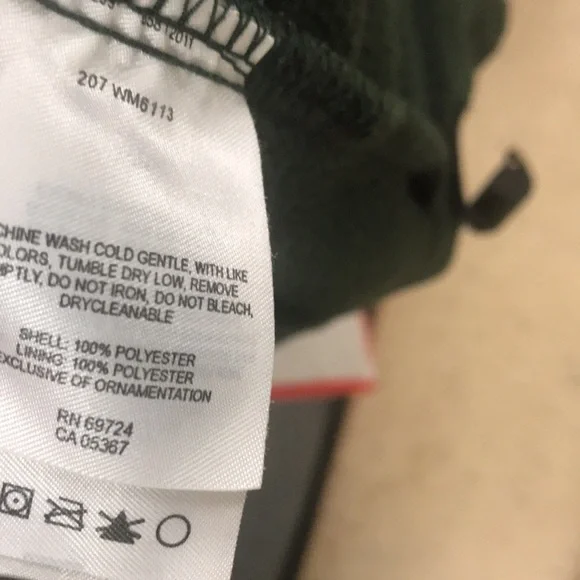 207 WM6113
CHINE WASH COLD GENTLE, WITH LIKE
OLORS, TUMBLE DRY LOW, REMOVE
MPTLY, DO NOT IRON, DO NOT BLEACH,
DRYCLEANABLE
SHELL: 100% POLYESTER
LINING: 100% POLYESTER
EXCLUSIVE OF ORNAMENTATION
RN 69724
CA 05367